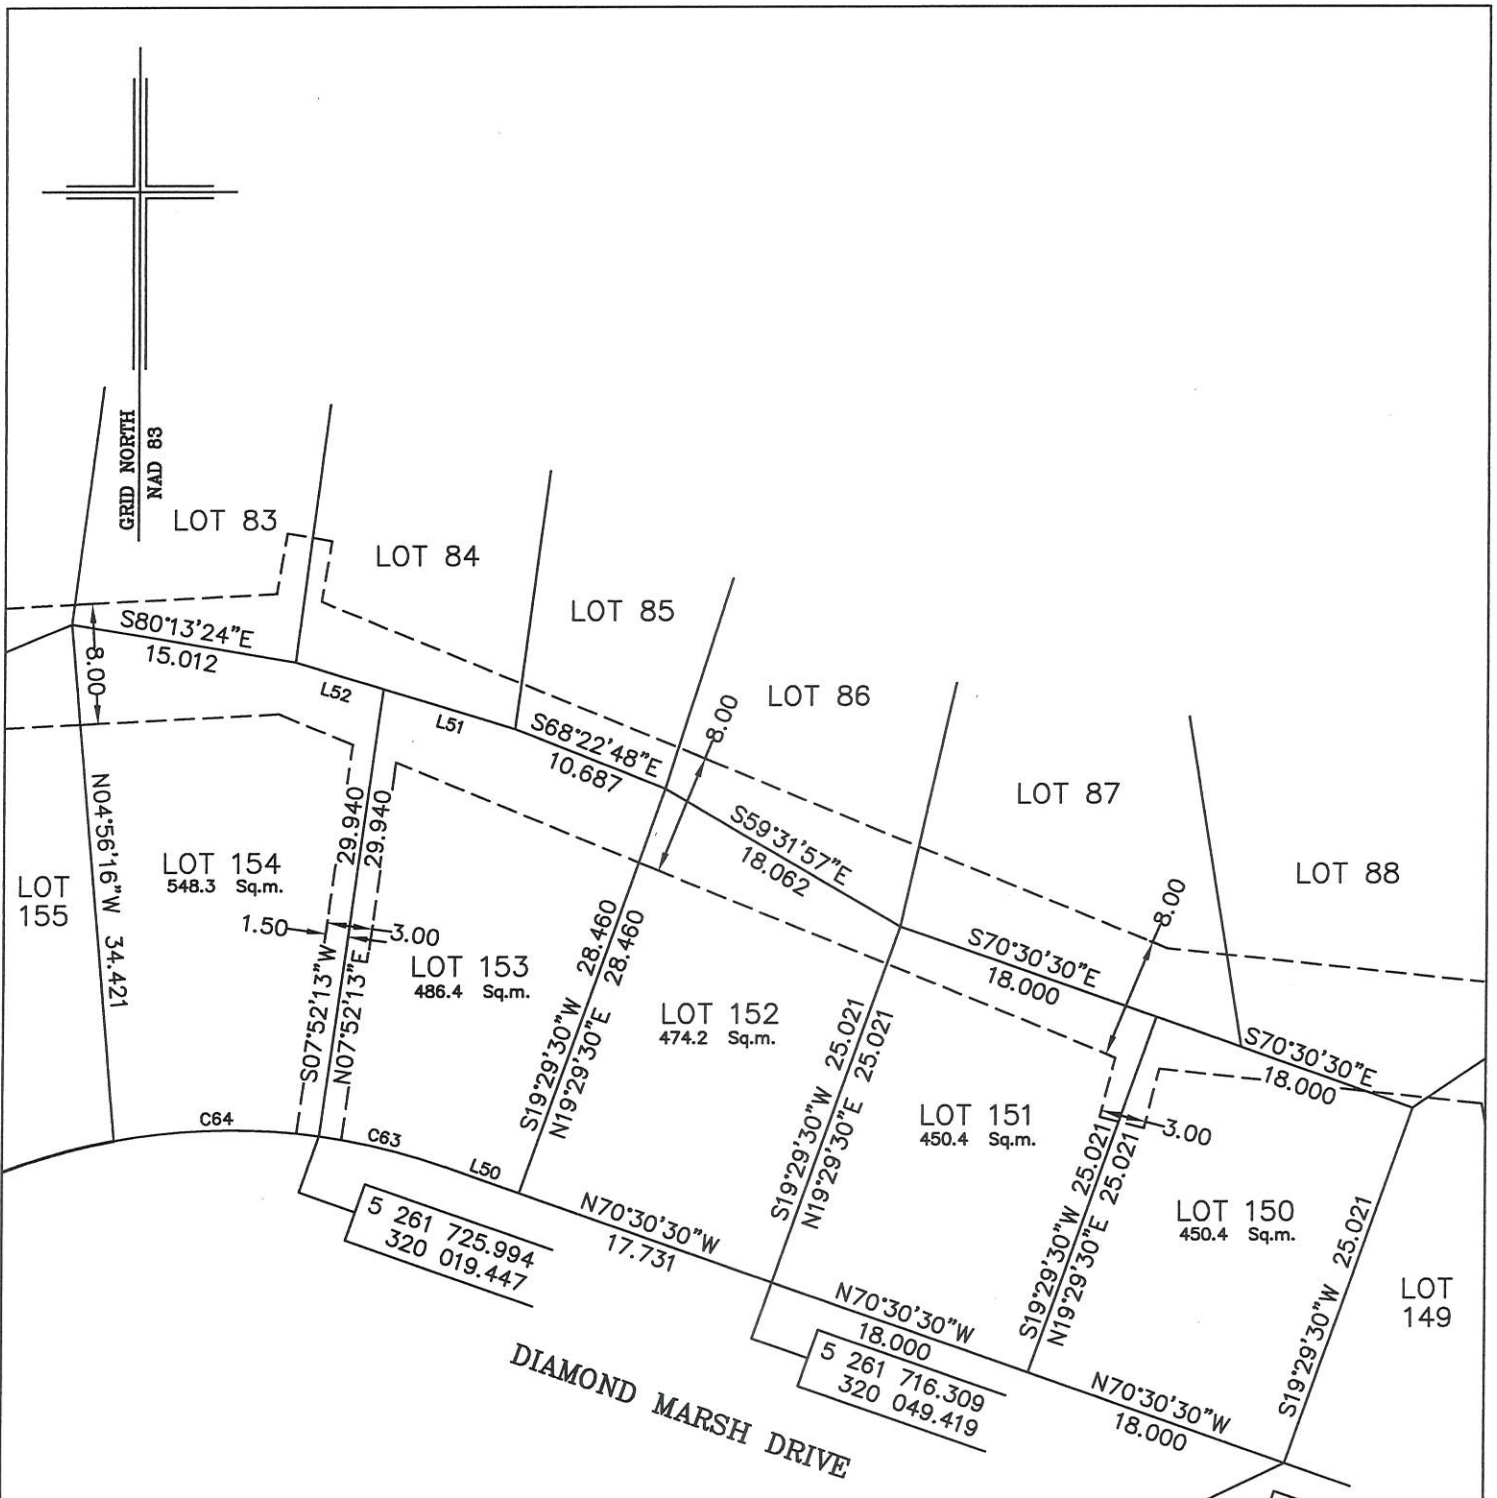 GRID NORTH
NAD 83
LOT 83
LOT 84
LOT 85
LOT 86
LOT 87
LOT 88
S80°13'24"E
15.012
8.00
L52
L51
S68°22'48"E
10.687
8.00
S59°31'57"E
18.062
S70°30'30"E
18.000
8.00
S70°30'30"E
18.000
LOT
155
N04°56'16"W 34.421
LOT 154
548.3 Sq.m.
1.50
3.00
S07°52'13"W 29.940
N07°52'13"E 29.940
LOT 153
486.4 Sq.m.
S19°29'30"W 28.460
N19°29'30"E 28.460
LOT 152
474.2 Sq.m.
S19°29'30"W 25.021
N19°29'30"E 25.021
LOT 151
450.4 Sq.m.
3.00
S19°29'30"W 25.021
N19°29'30"E 25.021
LOT 150
450.4 Sq.m.
S19°29'30"W 25.021
LOT
149
C64
C63
L50
N70°30'30"W
17.731
N70°30'30"W
18.000
N70°30'30"W
18.000
5 261 725.994
320 019.447
5 261 716.309
320 049.419
DIAMOND MARSH DRIVE